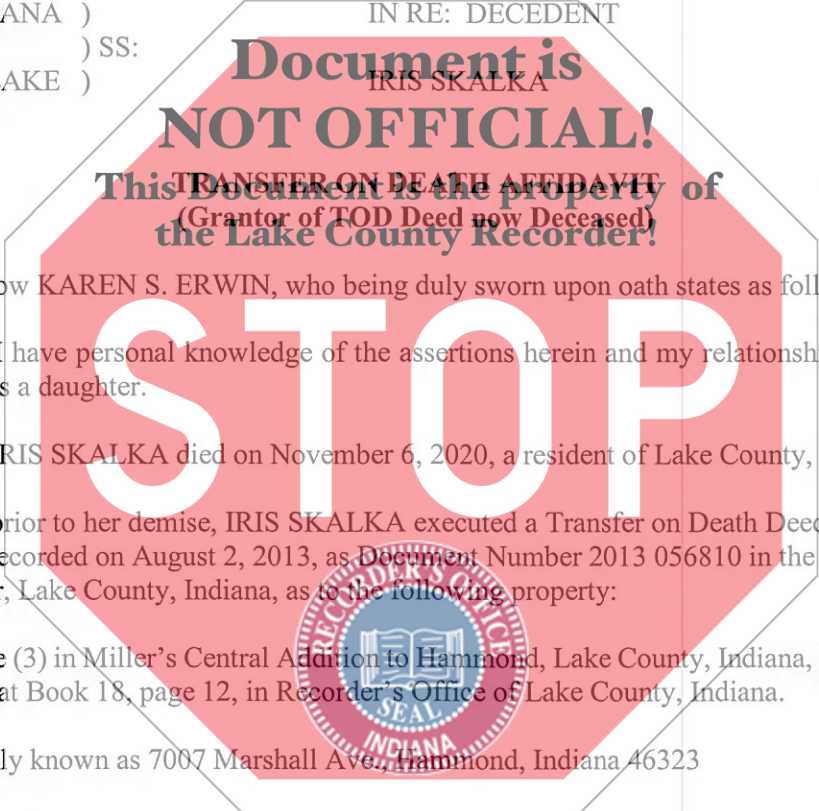 ANA ) IN RE: DECEDENT
) SS:
Document is
AKE ) IRIS SKALKA
NOT OFFICIAL!
TRANSFER ON DEATH AFFIDAVIT
This Document is the property of
(Grantor of TOD Deed now Deceased)
the Lake County Recorder!
ow KAREN S. ERWIN, who being duly sworn upon oath states as foll
STOP
I have personal knowledge of the assertions herein and my relationsh
s a daughter.
RIS SKALKA died on November 6, 2020, a resident of Lake County,
prior to her demise, IRIS SKALKA executed a Transfer on Death Deed
ecorded on August 2, 2013, as Document Number 2013 056810 in the
r, Lake County, Indiana, as to the following property:
RECORDER'S OFFICE
SEAL
INDIANA
e (3) in Miller's Central Addition to Hammond, Lake County, Indiana,
at Book 18, page 12, in Recorder's Office of Lake County, Indiana.
ly known as 7007 Marshall Ave., Hammond, Indiana 46323